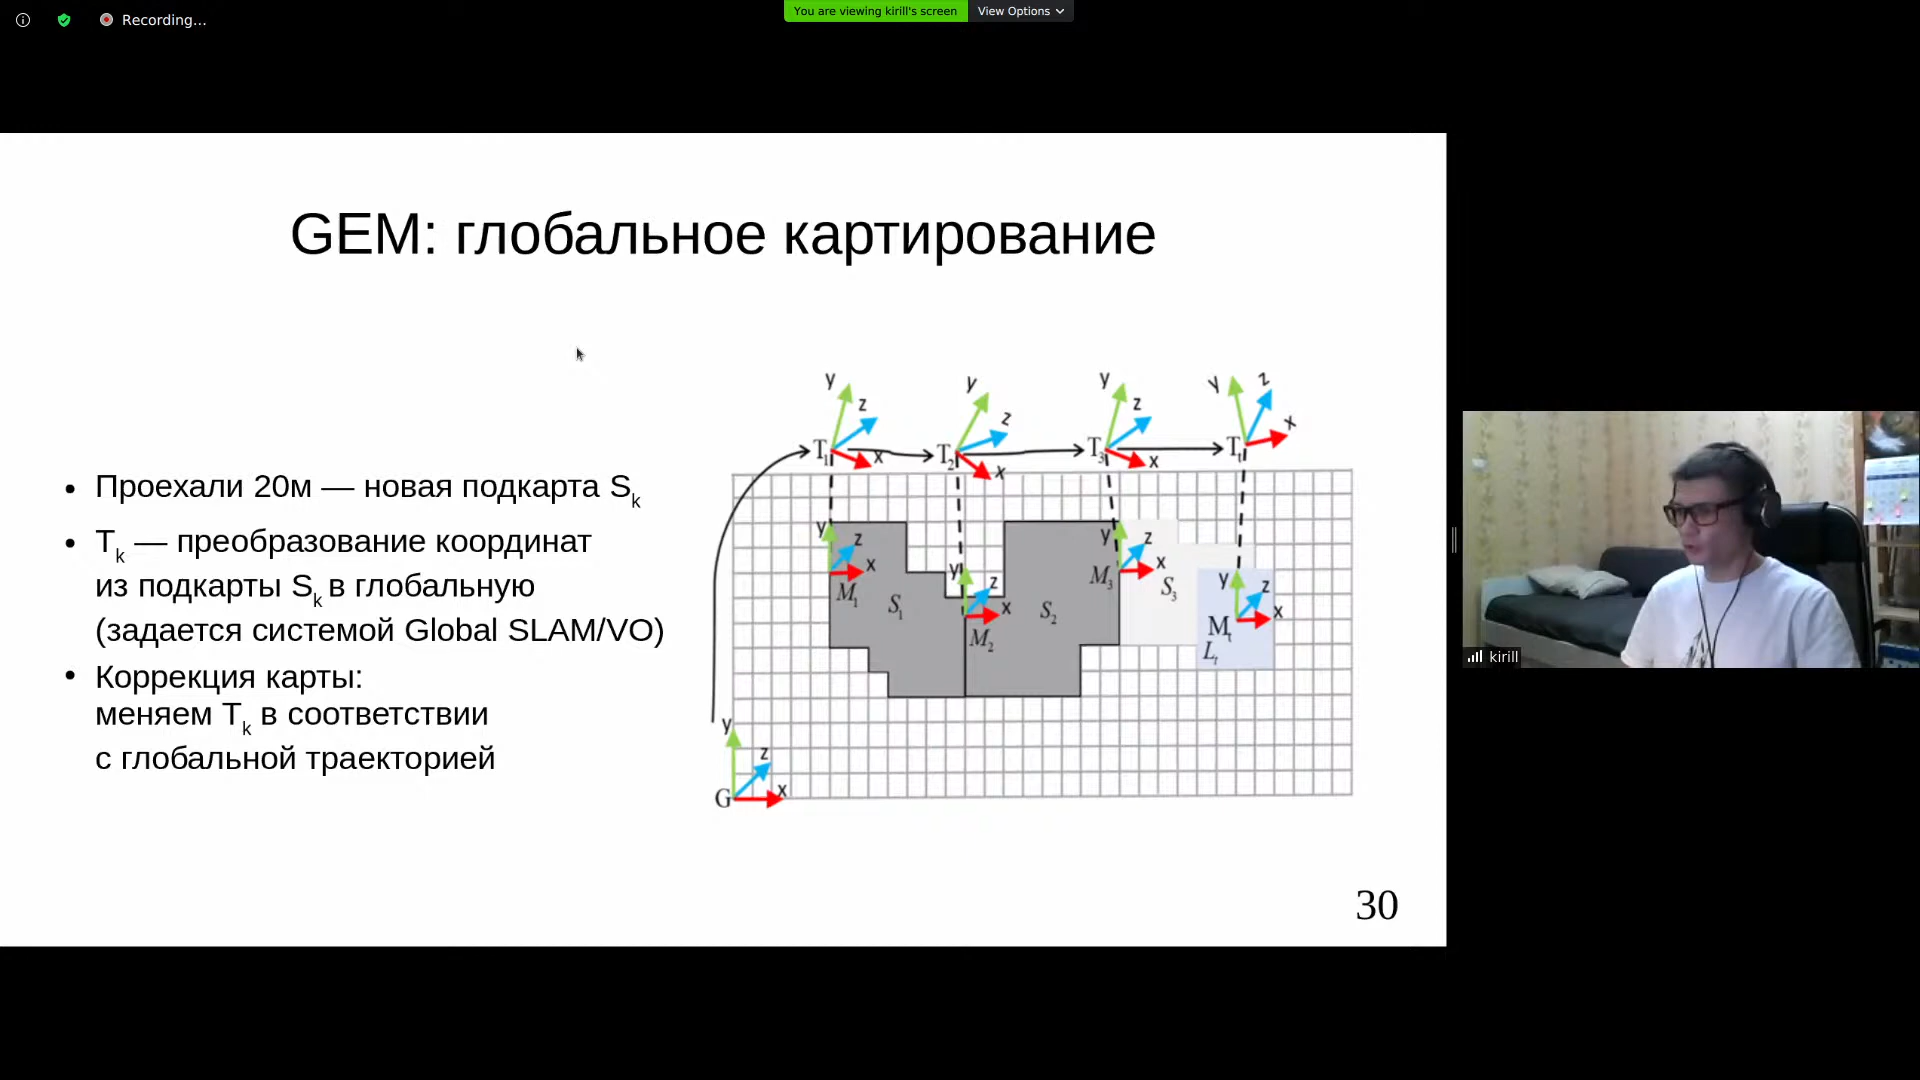 Recording...
You are viewing kirill's screen
View Options
GEM: глобальное картирование
• Проехали 20м — новая подкарта Sk
• Tk — преобразование координат
из подкарты Sk в глобальную
(задается системой Global SLAM/VO)
• Коррекция карты:
меняем Tk в соответствии
с глобальной траекторией
y z x T1
y z x T2
y z x T3
y z x Tt
y z x M1 S1
y z x M2 S2
y z x M3 S3
y z x Mt Lt
y z x G
30
kirill